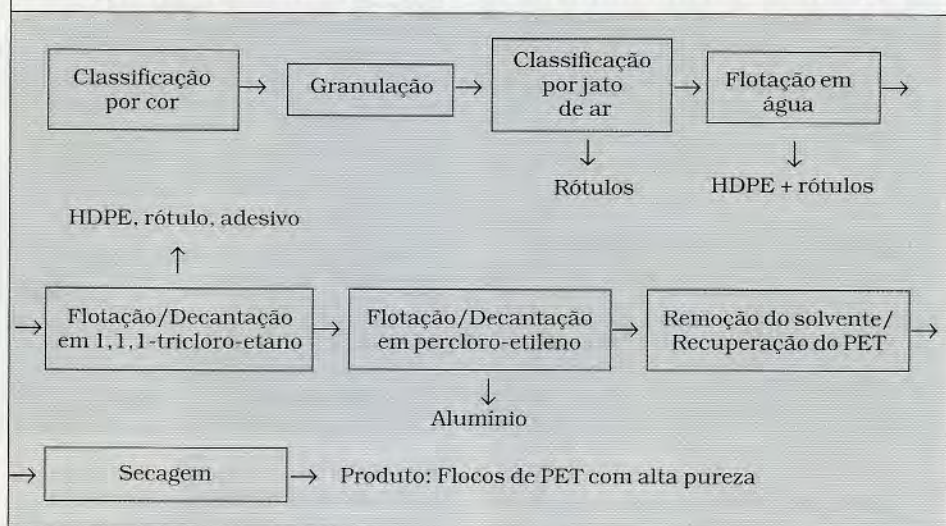 Classificação
por cor
Granulação
Classificação
por jato
de ar
Flotação em
água
Rótulos
HDPE + rótulos
HDPE, rótulo, adesivo
Flotação/Decantação
em 1,1,1-tricloro-etano
Flotação/Decantação
em percloro-etileno
Remoção do solvente/
Recuperação do PET
Alumínio
Secagem
Produto: Flocos de PET com alta pureza